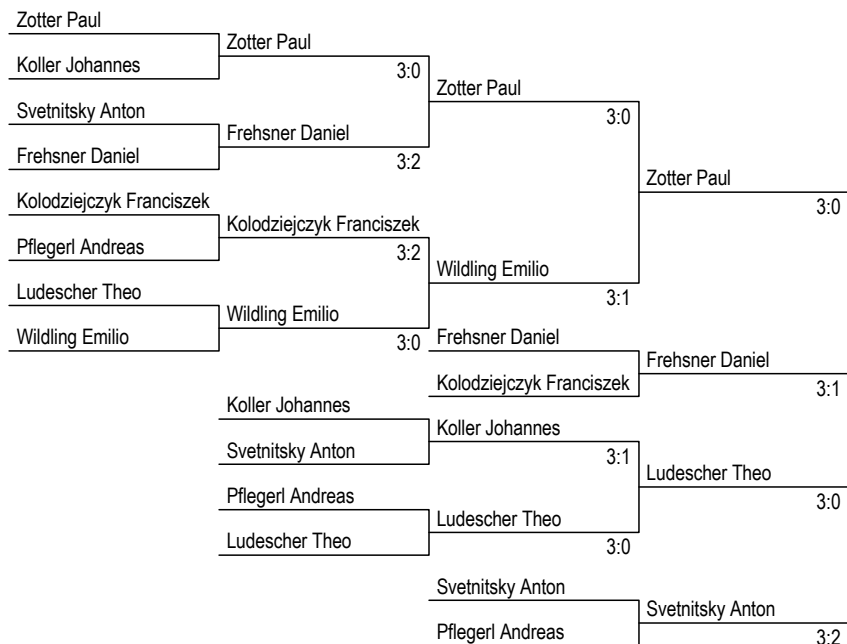 Zotter Paul
Koller Johannes
Svetnitsky Anton
Frehsner Daniel
Kolodziejczyk Franciszek
Pflegerl Andreas
Ludescher Theo
Wildling Emilio
Zotter Paul
3:0
Frehsner Daniel
3:2
Kolodziejczyk Franciszek
3:2
Wildling Emilio
3:0
Zotter Paul
3:0
Wildling Emilio
3:1
Zotter Paul
3:0
Frehsner Daniel
Kolodziejczyk Franciszek
Frehsner Daniel
3:1
Koller Johannes
Svetnitsky Anton
Pflegerl Andreas
Ludescher Theo
Koller Johannes
3:1
Ludescher Theo
3:0
Ludescher Theo
3:0
Svetnitsky Anton
Pflegerl Andreas
Svetnitsky Anton
3:2